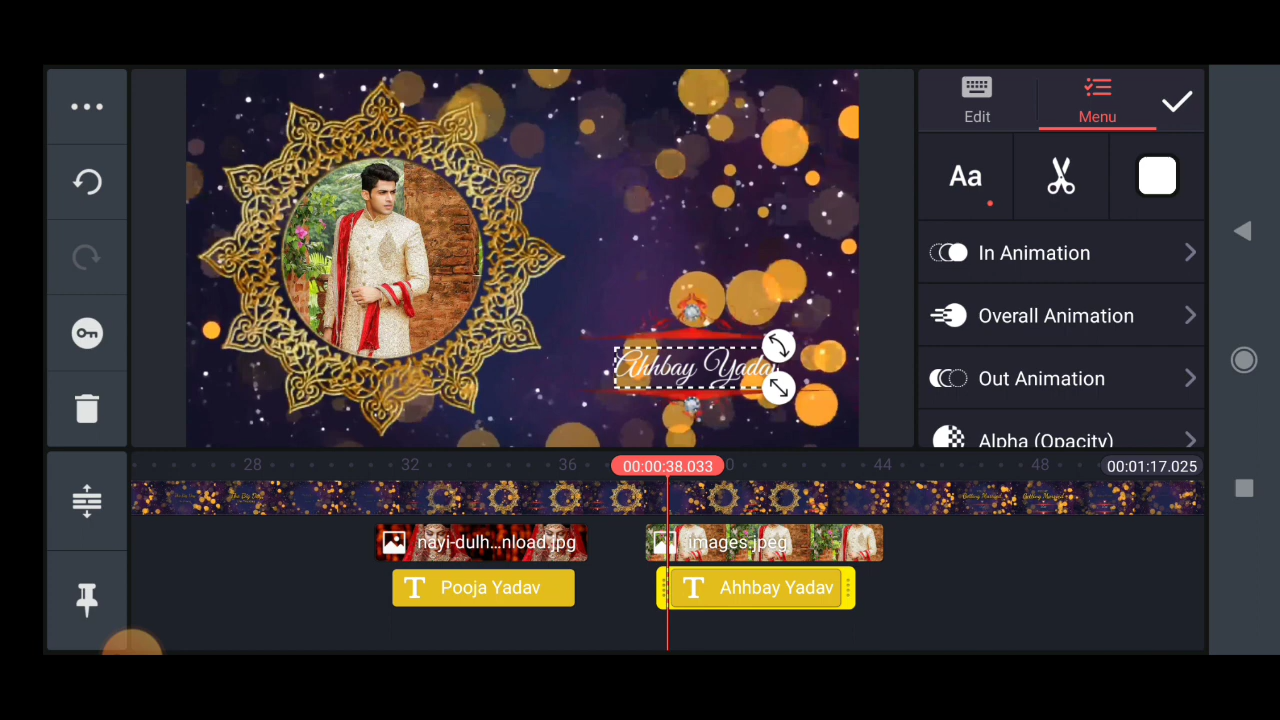 Edit
Menu
Aa
In Animation
Overall Animation
Out Animation
Alpha (Opacity)
Ahhbay Yadav
28
32
36
00:00:38.033
0
44
48
00:01:17.025
nayi-dulh...nload.jpg
images.jpeg
Pooja Yadav
Ahhbay Yadav